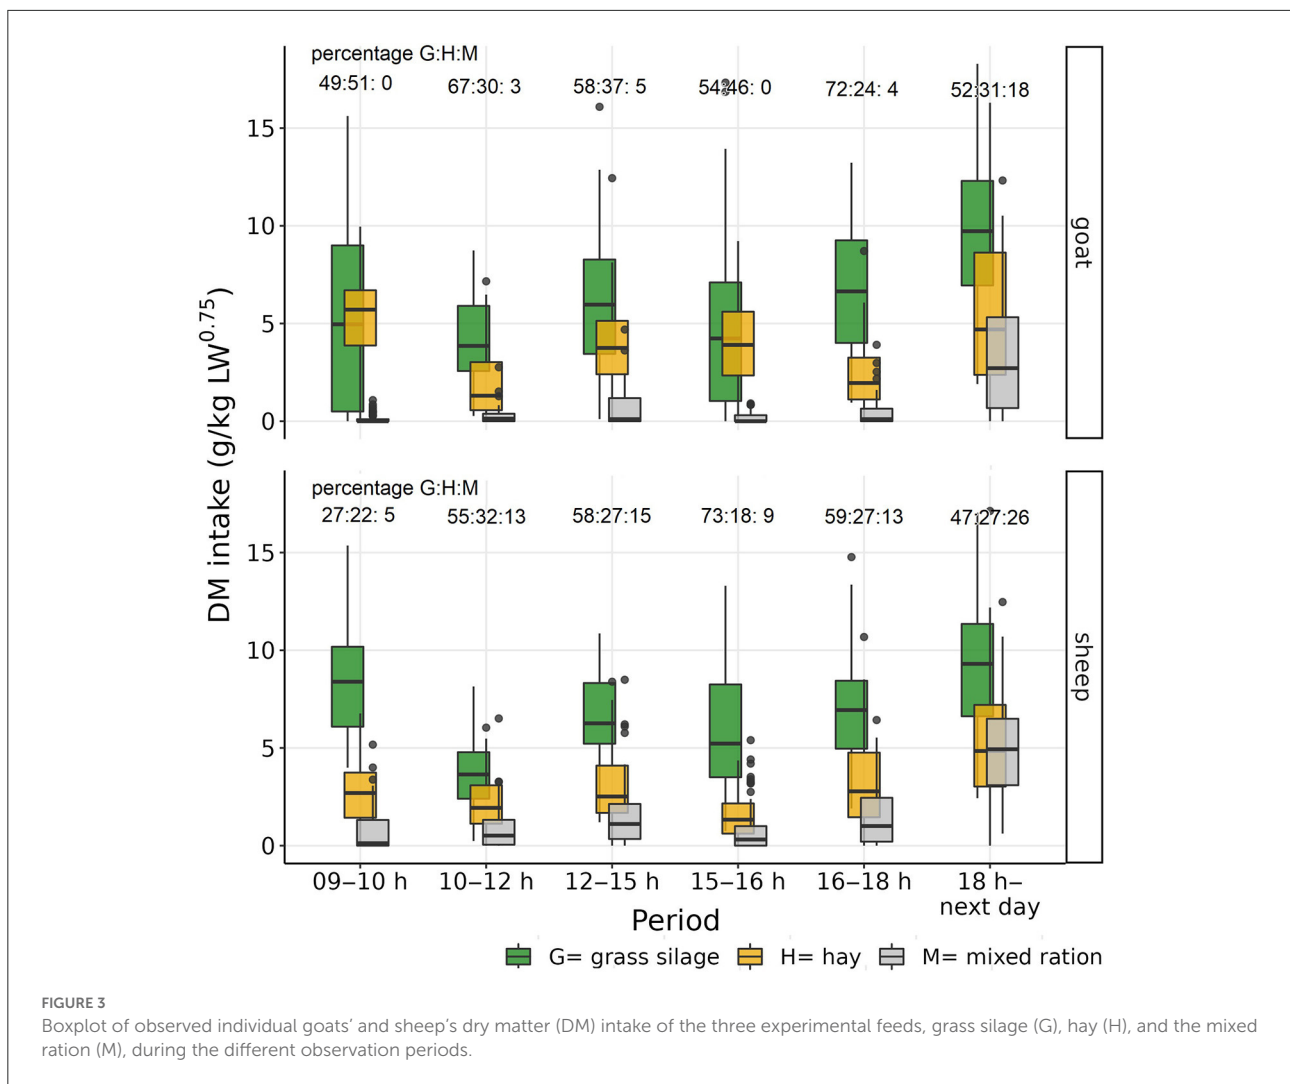 percentage G:H:M
49:51: 0 67:30: 3 58:37: 5 54:46: 0 72:24: 4 52:31:18
15
10
5
0
goat
DM intake (g/kg LW0.75)
percentage G:H:M
27:22: 5 55:32:13 58:27:15 73:18: 9 59:27:13 47:27:26
15
10
5
0
sheep
09–10 h 10–12 h 12–15 h 15–16 h 16–18 h 18 h–
next day
Period
G= grass silage H= hay M= mixed ration
FIGURE 3
Boxplot of observed individual goats’ and sheep’s dry matter (DM) intake of the three experimental feeds, grass silage (G), hay (H), and the mixed
ration (M), during the different observation periods.